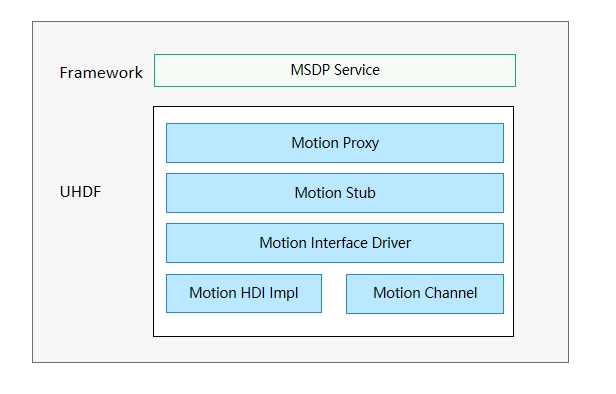 Framework
MSDP Service
UHDF
Motion Proxy
Motion Stub
Motion Interface Driver
Motion HDI Impl
Motion Channel